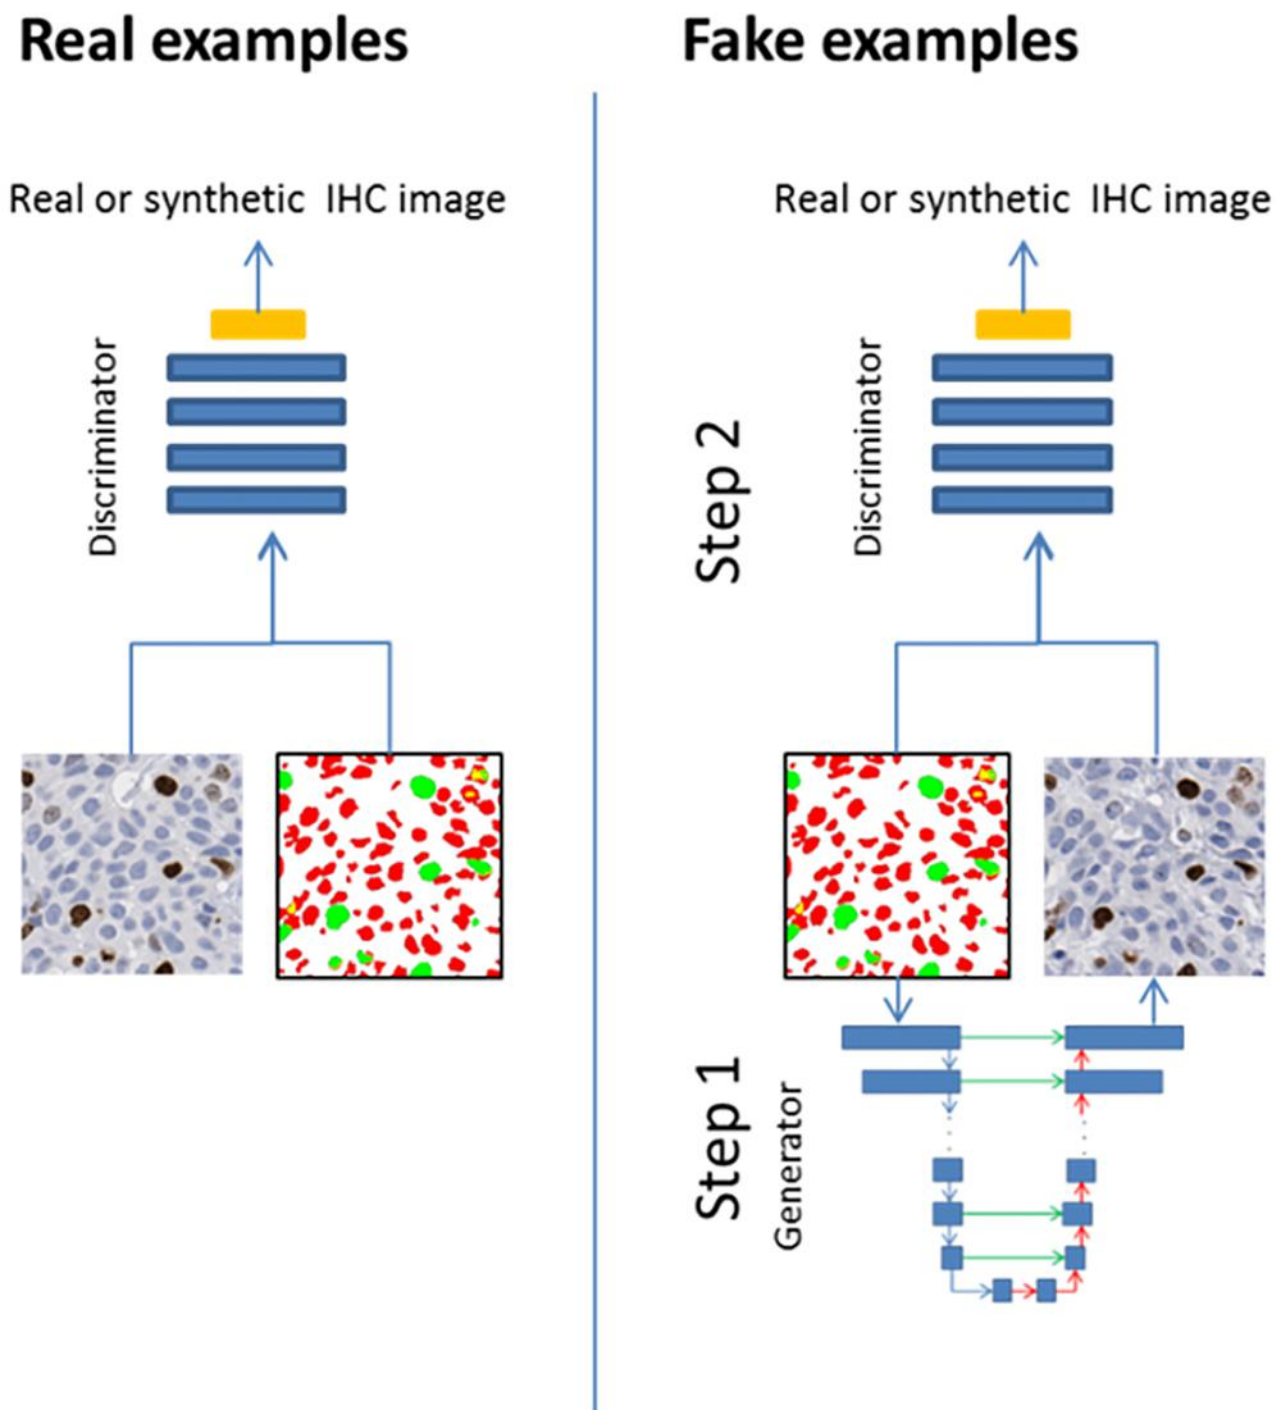 Real examples
Fake examples
Real or synthetic IHC image
Real or synthetic IHC image
Discriminator
Step 2
Discriminator
Step 1
Generator